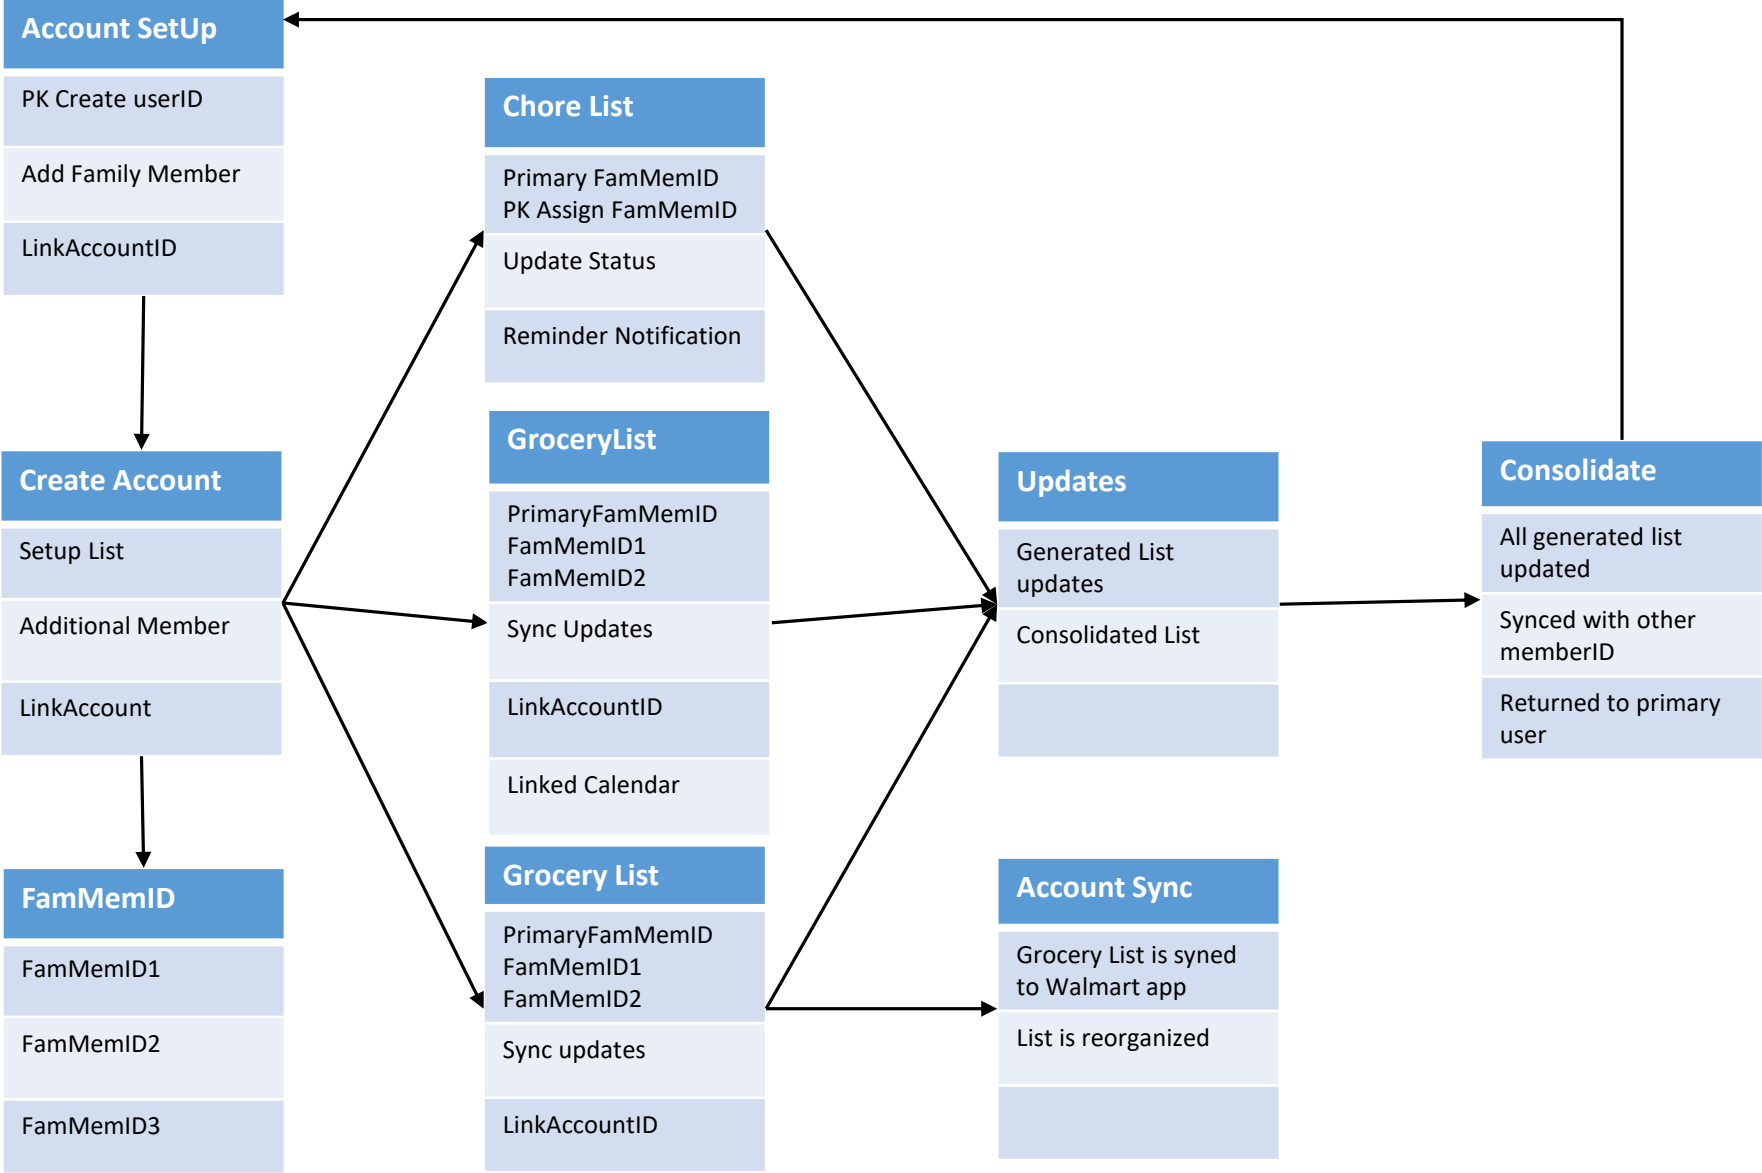 Account SetUp
PK Create userID
Add Family Member
LinkAccountID
Create Account
Setup List
Additional Member
LinkAccount
FamMemID
FamMemID1
FamMemID2
FamMemID3
Chore List
Primary FamMemID
PK Assign FamMemID
Update Status
Reminder Notification
GroceryList
PrimaryFamMemID
FamMemID1
FamMemID2
Sync Updates
LinkAccountID
Linked Calendar
Grocery List
PrimaryFamMemID
FamMemID1
FamMemID2
Sync updates
LinkAccountID
Updates
Generated List
updates
Consolidated List
Account Sync
Grocery List is syned
to Walmart app
List is reorganized
Consolidate
All generated list
updated
Synced with other
memberID
Returned to primary
user